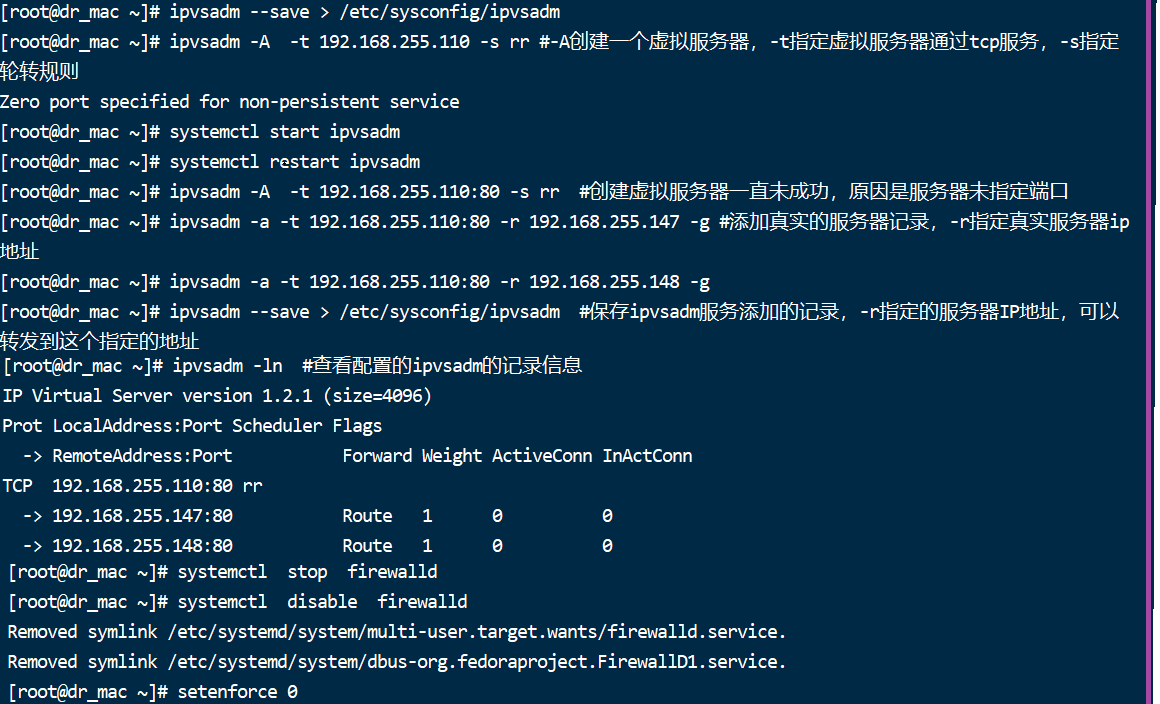 [root@dr_mac ~]# ipvsadm --save > /etc/sysconfig/ipvsadm
[root@dr_mac ~]# ipvsadm -A  -t 192.168.255.110 -s rr #-A创建一个虚拟服务器，-t指定虚拟服务器通过tcp服务，-s指定
轮转规则
Zero port specified for non-persistent service
[root@dr_mac ~]# systemctl start ipvsadm
[root@dr_mac ~]# systemctl restart ipvsadm
[root@dr_mac ~]# ipvsadm -A  -t 192.168.255.110:80 -s rr  #创建虚拟服务器一直未成功，原因是服务器未指定端口
[root@dr_mac ~]# ipvsadm -a -t 192.168.255.110:80 -r 192.168.255.147 -g #添加真实的服务器记录，-r指定真实服务器ip
地址
[root@dr_mac ~]# ipvsadm -a -t 192.168.255.110:80 -r 192.168.255.148 -g
[root@dr_mac ~]# ipvsadm --save > /etc/sysconfig/ipvsadm  #保存ipvsadm服务添加的记录，-r指定的服务器IP地址，可以
转发到这个指定的地址
[root@dr_mac ~]# ipvsadm -ln  #查看配置的ipvsadm的记录信息
IP Virtual Server version 1.2.1 (size=4096)
Prot LocalAddress:Port Scheduler Flags
  -> RemoteAddress:Port           Forward Weight ActiveConn InActConn
TCP  192.168.255.110:80 rr
  -> 192.168.255.147:80           Route   1      0          0
  -> 192.168.255.148:80           Route   1      0          0
[root@dr_mac ~]# systemctl  stop  firewalld
[root@dr_mac ~]# systemctl  disable  firewalld
Removed symlink /etc/systemd/system/multi-user.target.wants/firewalld.service.
Removed symlink /etc/systemd/system/dbus-org.fedoraproject.FirewallD1.service.
[root@dr_mac ~]# setenforce 0